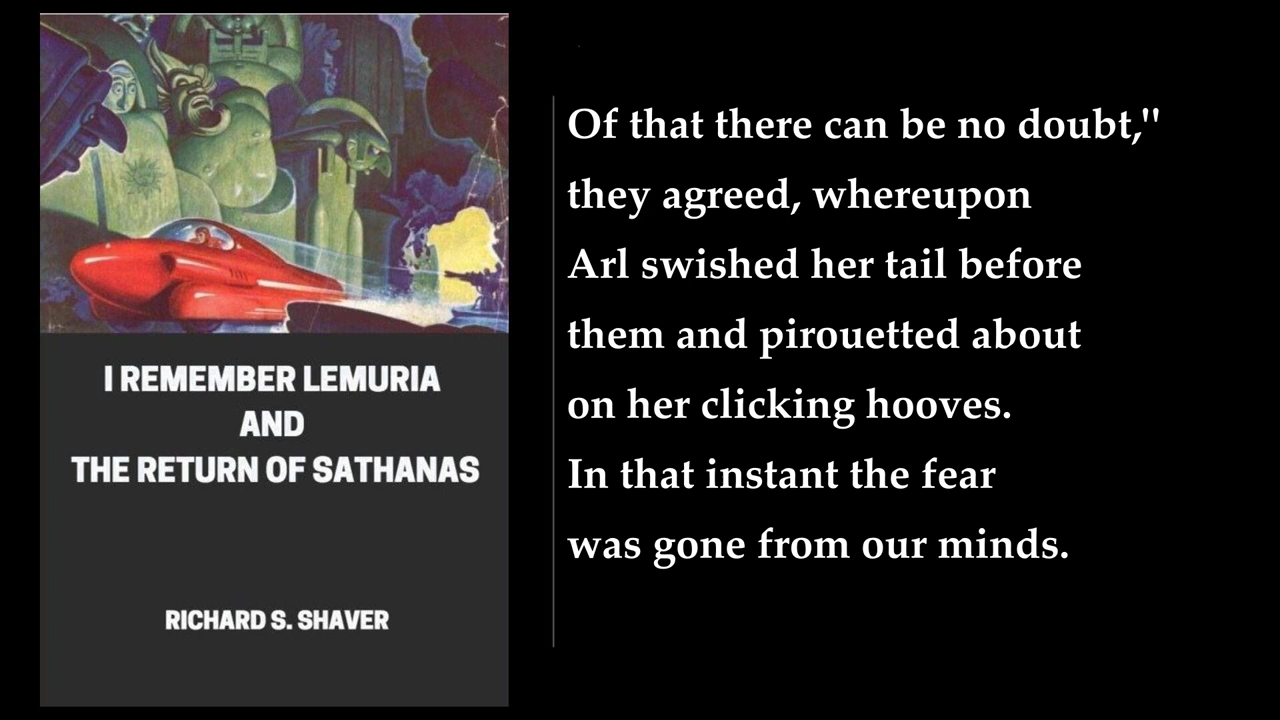 I REMEMBER LEMURIA
AND
THE RETURN OF SATHANAS
RICHARD S. SHAVER
Of that there can be no doubt,"
they agreed, whereupon
Arl swished her tail before
them and pirouetted about
on her clicking hooves.
In that instant the fear
was gone from our minds.